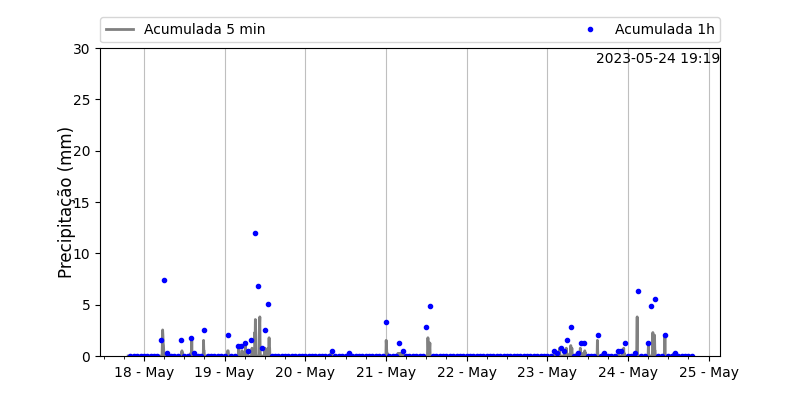 Acumulada 5 min Acumulada 1h
2023-05-24 19:19
Precipitação (mm)
30
25
20
15
10
5
0
18 - May 19 - May 20 - May 21 - May 22 - May 23 - May 24 - May 25 - May